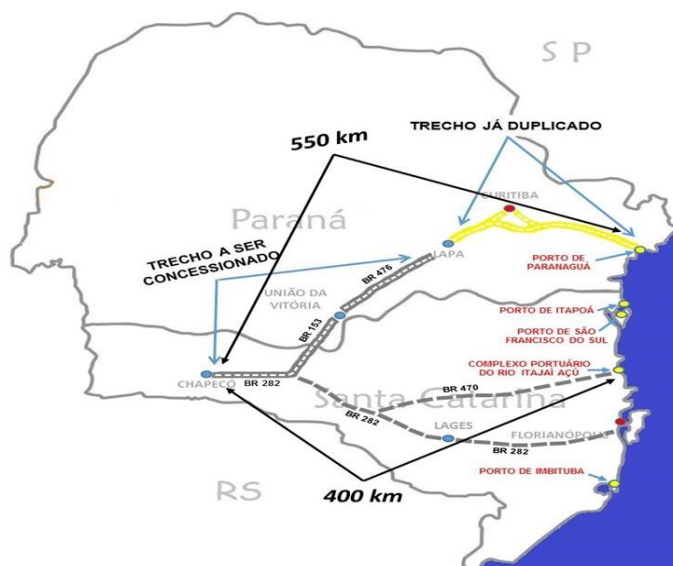 S P
TRECHO JÁ DUPLICADO
550 km
CURITIBA
Paraná
LAPA
TRECHO A SER
CONCESSIONADO
PORTO DE
PARANAGUÁ
BR 476
UNIÃO DA
VITÓRIA
PORTO DE ITAPOÁ
BR 153
PORTO DE SÃO
FRANCISCO DO SUL
COMPLEXO PORTUÁRIO
DO RIO ITAJAÍ AÇÚ
CHAPECÓ
BR 282
BR 470
Santa Catarina
BR 282
LAGES
FLORIANÓPOLIS
BR 282
PORTO DE IMBITUBA
RS
400 km